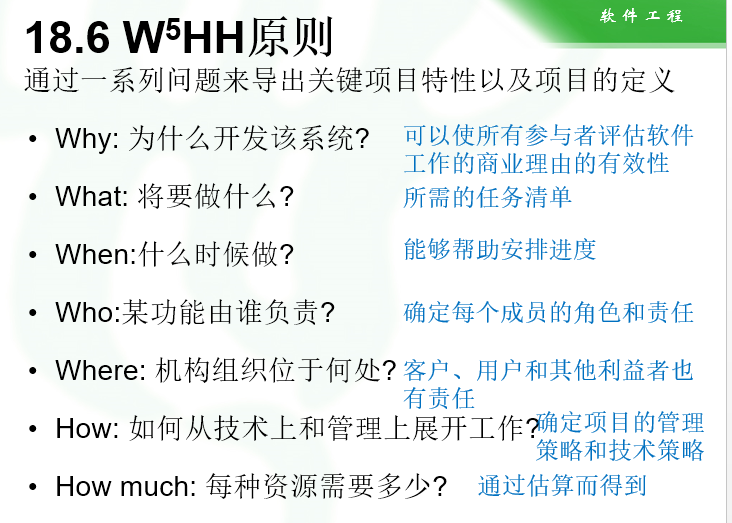 软件工程
18.6 W⁵HH原则
通过一系列问题来导出关键项目特性以及项目的定义
• Why: 为什么开发该系统?
可以使所有参与者评估软件
工作的商业理由的有效性
• What: 将要做什么?
所需的任务清单
• When:什么时候做?
能够帮助安排进度
• Who:某功能由谁负责?
确定每个成员的角色和责任
• Where: 机构组织位于何处?
客户、用户和其他利益者也
有责任
• How: 如何从技术上和管理上展开工作?
确定项目的管理
策略和技术策略
• How much: 每种资源需要多少?
通过估算而得到